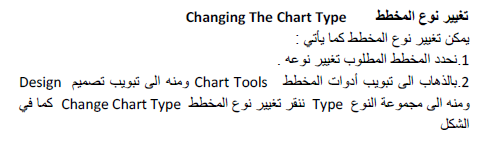 تغيير نوع المخطط Changing The Chart Type
يمكن تغيير نوع المخطط كما يأتي :
1.نحدد المخطط المطلوب تغيير نوعه .
2.بالذهاب الى تبويب أدوات المخطط Chart Tools ومنه الى تبويب تصميم Design
ومنه الى مجموعة النوع Type ننقر تغيير نوع المخطط Change Chart Type كما في
الشكل